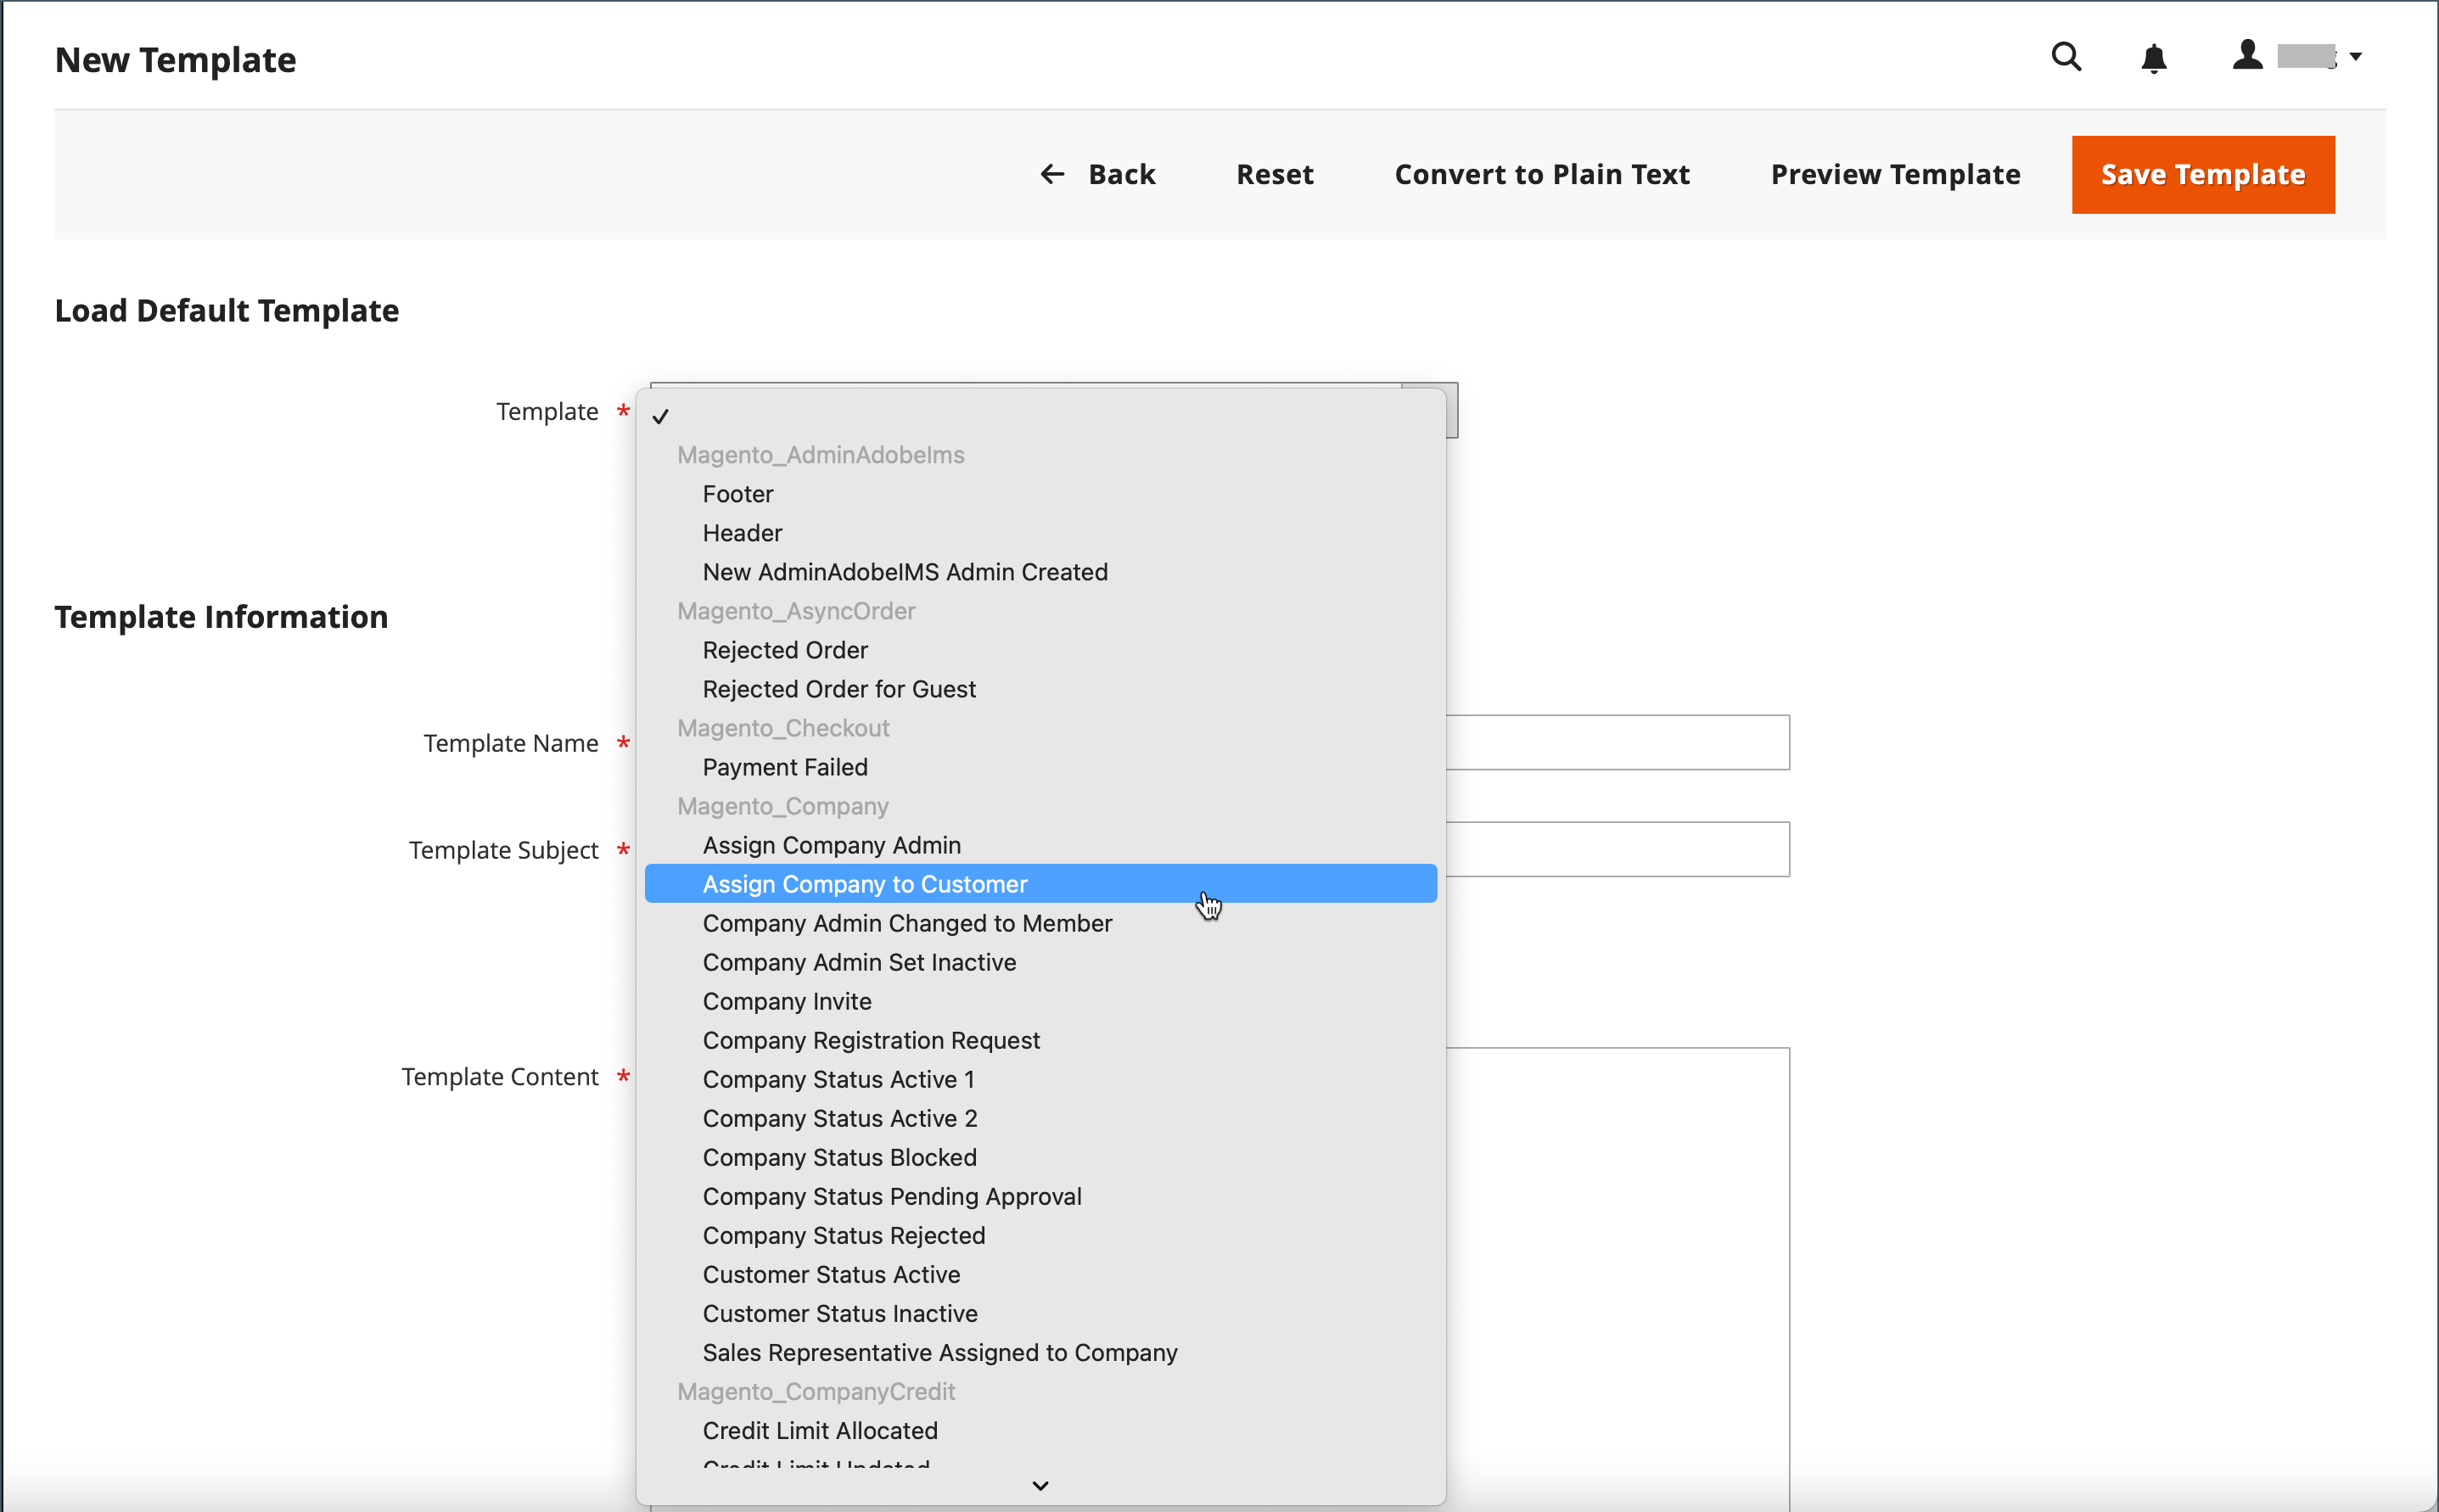 New Template
Back Reset Convert to Plain Text Preview Template Save Template
Load Default Template
Template *
Magento_AdminAdobeIms
Footer
Header
New AdminAdobeIMS Admin Created
Magento_AsyncOrder
Template Information
Rejected Order
Rejected Order for Guest
Magento_Checkout
Template Name *
Payment Failed
Magento_Company
Assign Company Admin
Template Subject *
Assign Company to Customer
Company Admin Changed to Member
Company Admin Set Inactive
Company Invite
Company Registration Request
Template Content *
Company Status Active 1
Company Status Active 2
Company Status Blocked
Company Status Pending Approval
Company Status Rejected
Customer Status Active
Customer Status Inactive
Sales Representative Assigned to Company
Magento_CompanyCredit
Credit Limit Allocated
Credit Limit Updated